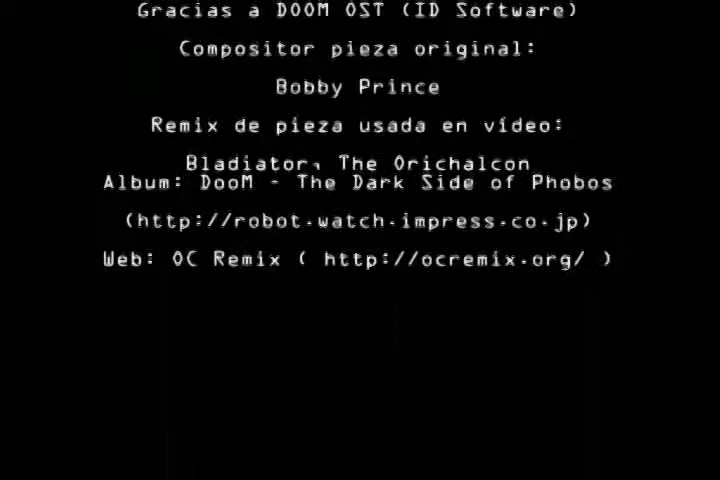 Gracias a DOOM OST (ID Software)
Compositor pieza original:
Bobby Prince
Remix de pieza usada en vídeo:
Bladiator, The Orichalcon
Album: DooM - The Dark Side of Phobos
(http://robot.watch.impress.co.jp)
Web: OC Remix ( http://ocremix.org/ )